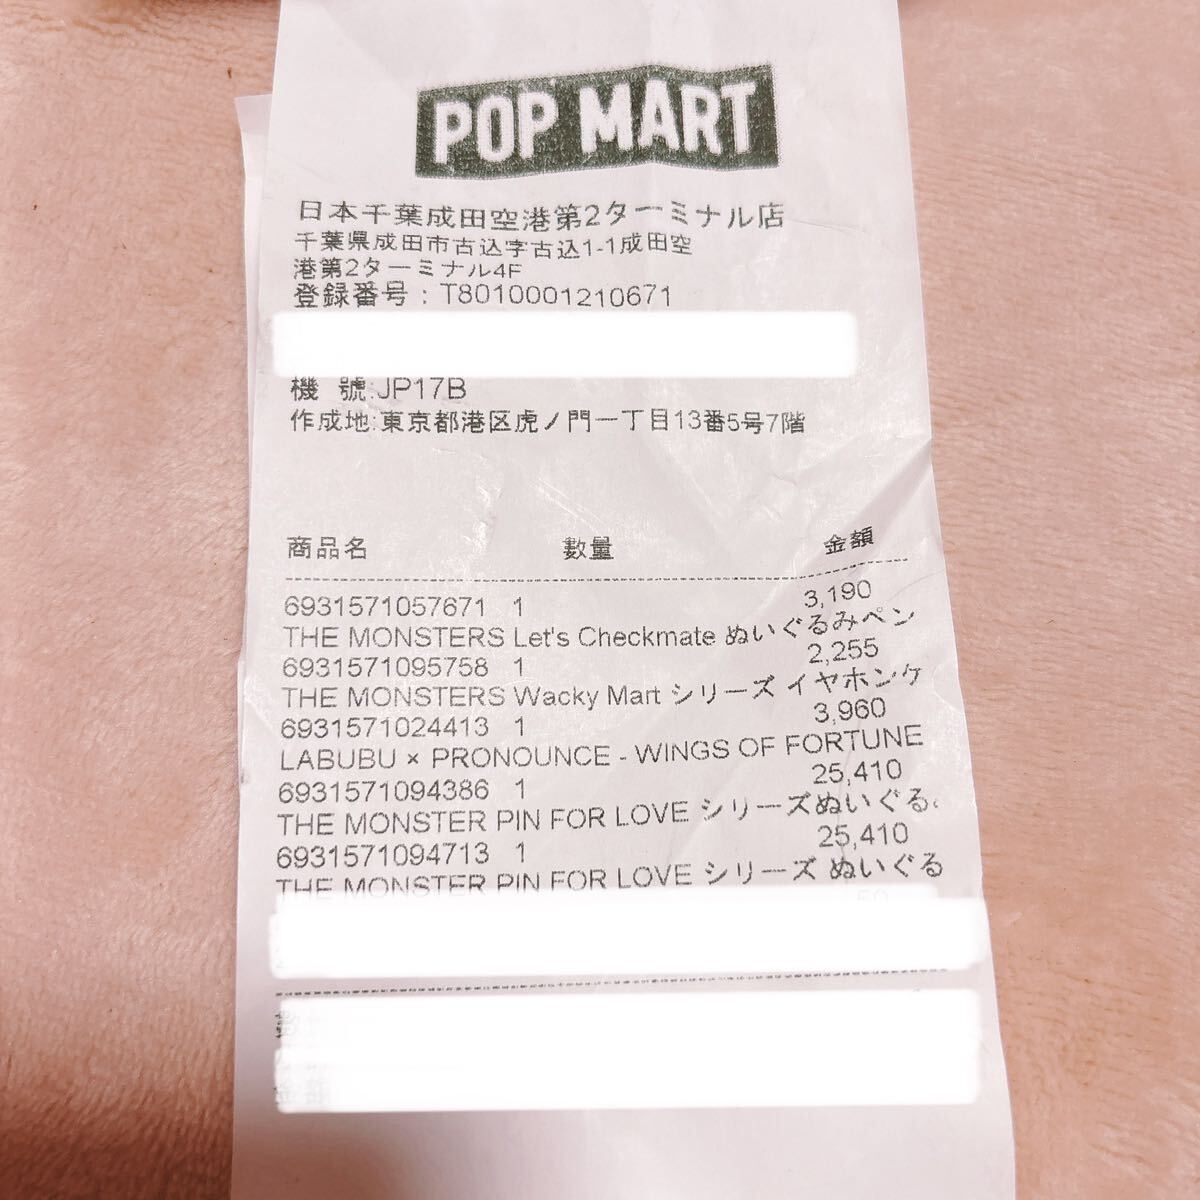 POP MART
日本千葉成田空港第2ターミナル店
千葉県成田市古込字古込1-1成田空
港第2ターミナル4F
登録番号：T8010001210671
機 號:JP17B
作成地:東京都港区虎ノ門一丁目13番5号7階
商品名 數量 金額
6931571057671 1 3,190
THE MONSTERS Let's Checkmate ぬいぐるみペン
6931571095758 1 2,255
THE MONSTERS Wacky Mart シリーズ イヤホンケ
6931571024413 1 3,960
LABUBU × PRONOUNCE - WINGS OF FORTUNE
6931571094386 1 25,410
THE MONSTER PIN FOR LOVE シリーズぬいぐる
6931571094713 1 25,410
THE MONSTER PIN FOR LOVE シリーズ ぬいぐる